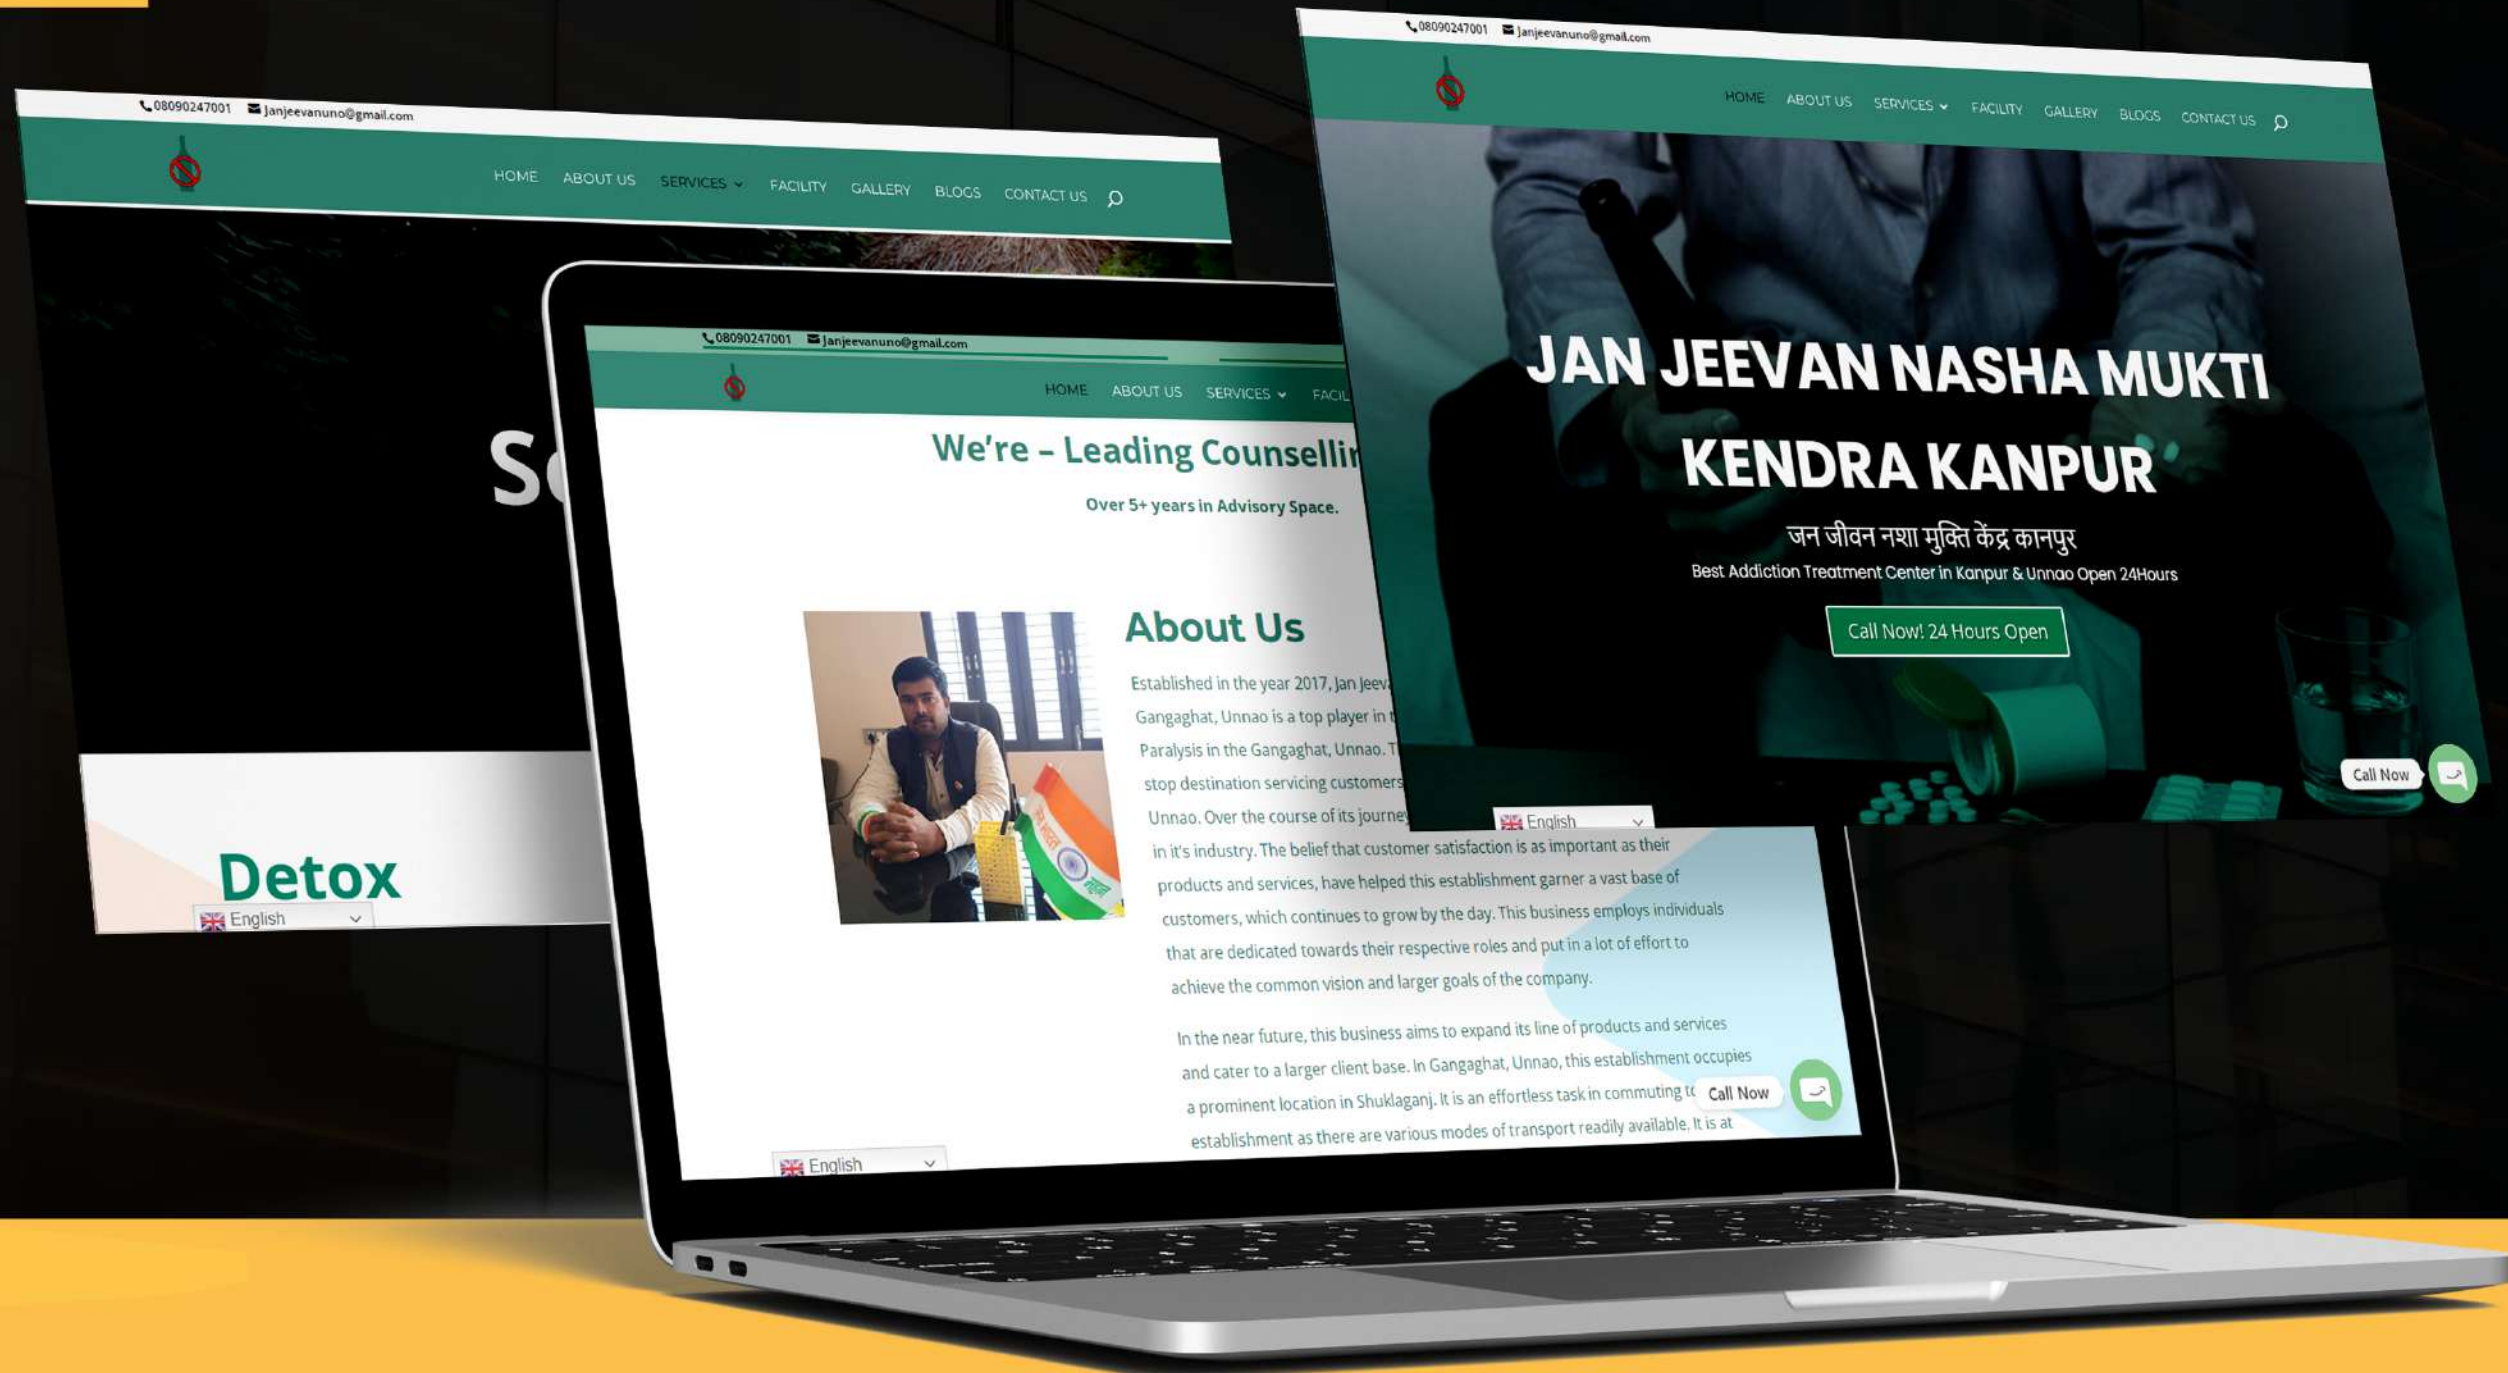 08090247001 Janjeevanuno@gmail.com
HOME ABOUT US SERVICES FACILITY GALLERY BLOGS CONTACT US
Detox
English
08090247001 Janjeevanuno@gmail.com
HOME ABOUT US SERVICES
We're – Leading
Over 5+ years in Advisory Space.
About Us
Established in the year 2017, Jan
Gangaghat, Unnao is a top player in
Paralysis in the Gangaghat, Unnao.
stop destination servicing customers
Unnao. Over the course of its
in it's industry. The belief that customer satisfaction is as important as their
products and services, have helped this establishment garner a vast base of
customers, which continues to grow by the day. This business employs individuals
that are dedicated towards their respective roles and put in a lot of effort to
achieve the common vision and larger goals of the company.
In the near future, this business aims to expand its line of products and services
and cater to a larger client base. In Gangaghat, Unnao, this establishment occupies
a prominent location in Shuklaganj. It is an effortless task in commuting
Call Now
establishment as there are various modes of transport readily available. It is at
English
08090247001 Janjeevanuno@gmail.com
HOME ABOUT US SERVICES FACILITY GALLERY BLOGS CONTACT US
JAN JEEVAN NASHA MUKTI
KENDRA KANPUR
जन जीवन नशा मुक्ति केंद्र कानपुर
Best Addiction Treatment Center in Kanpur & Unnao Open 24Hours
Call Now! 24 Hours Open
Call Now
English